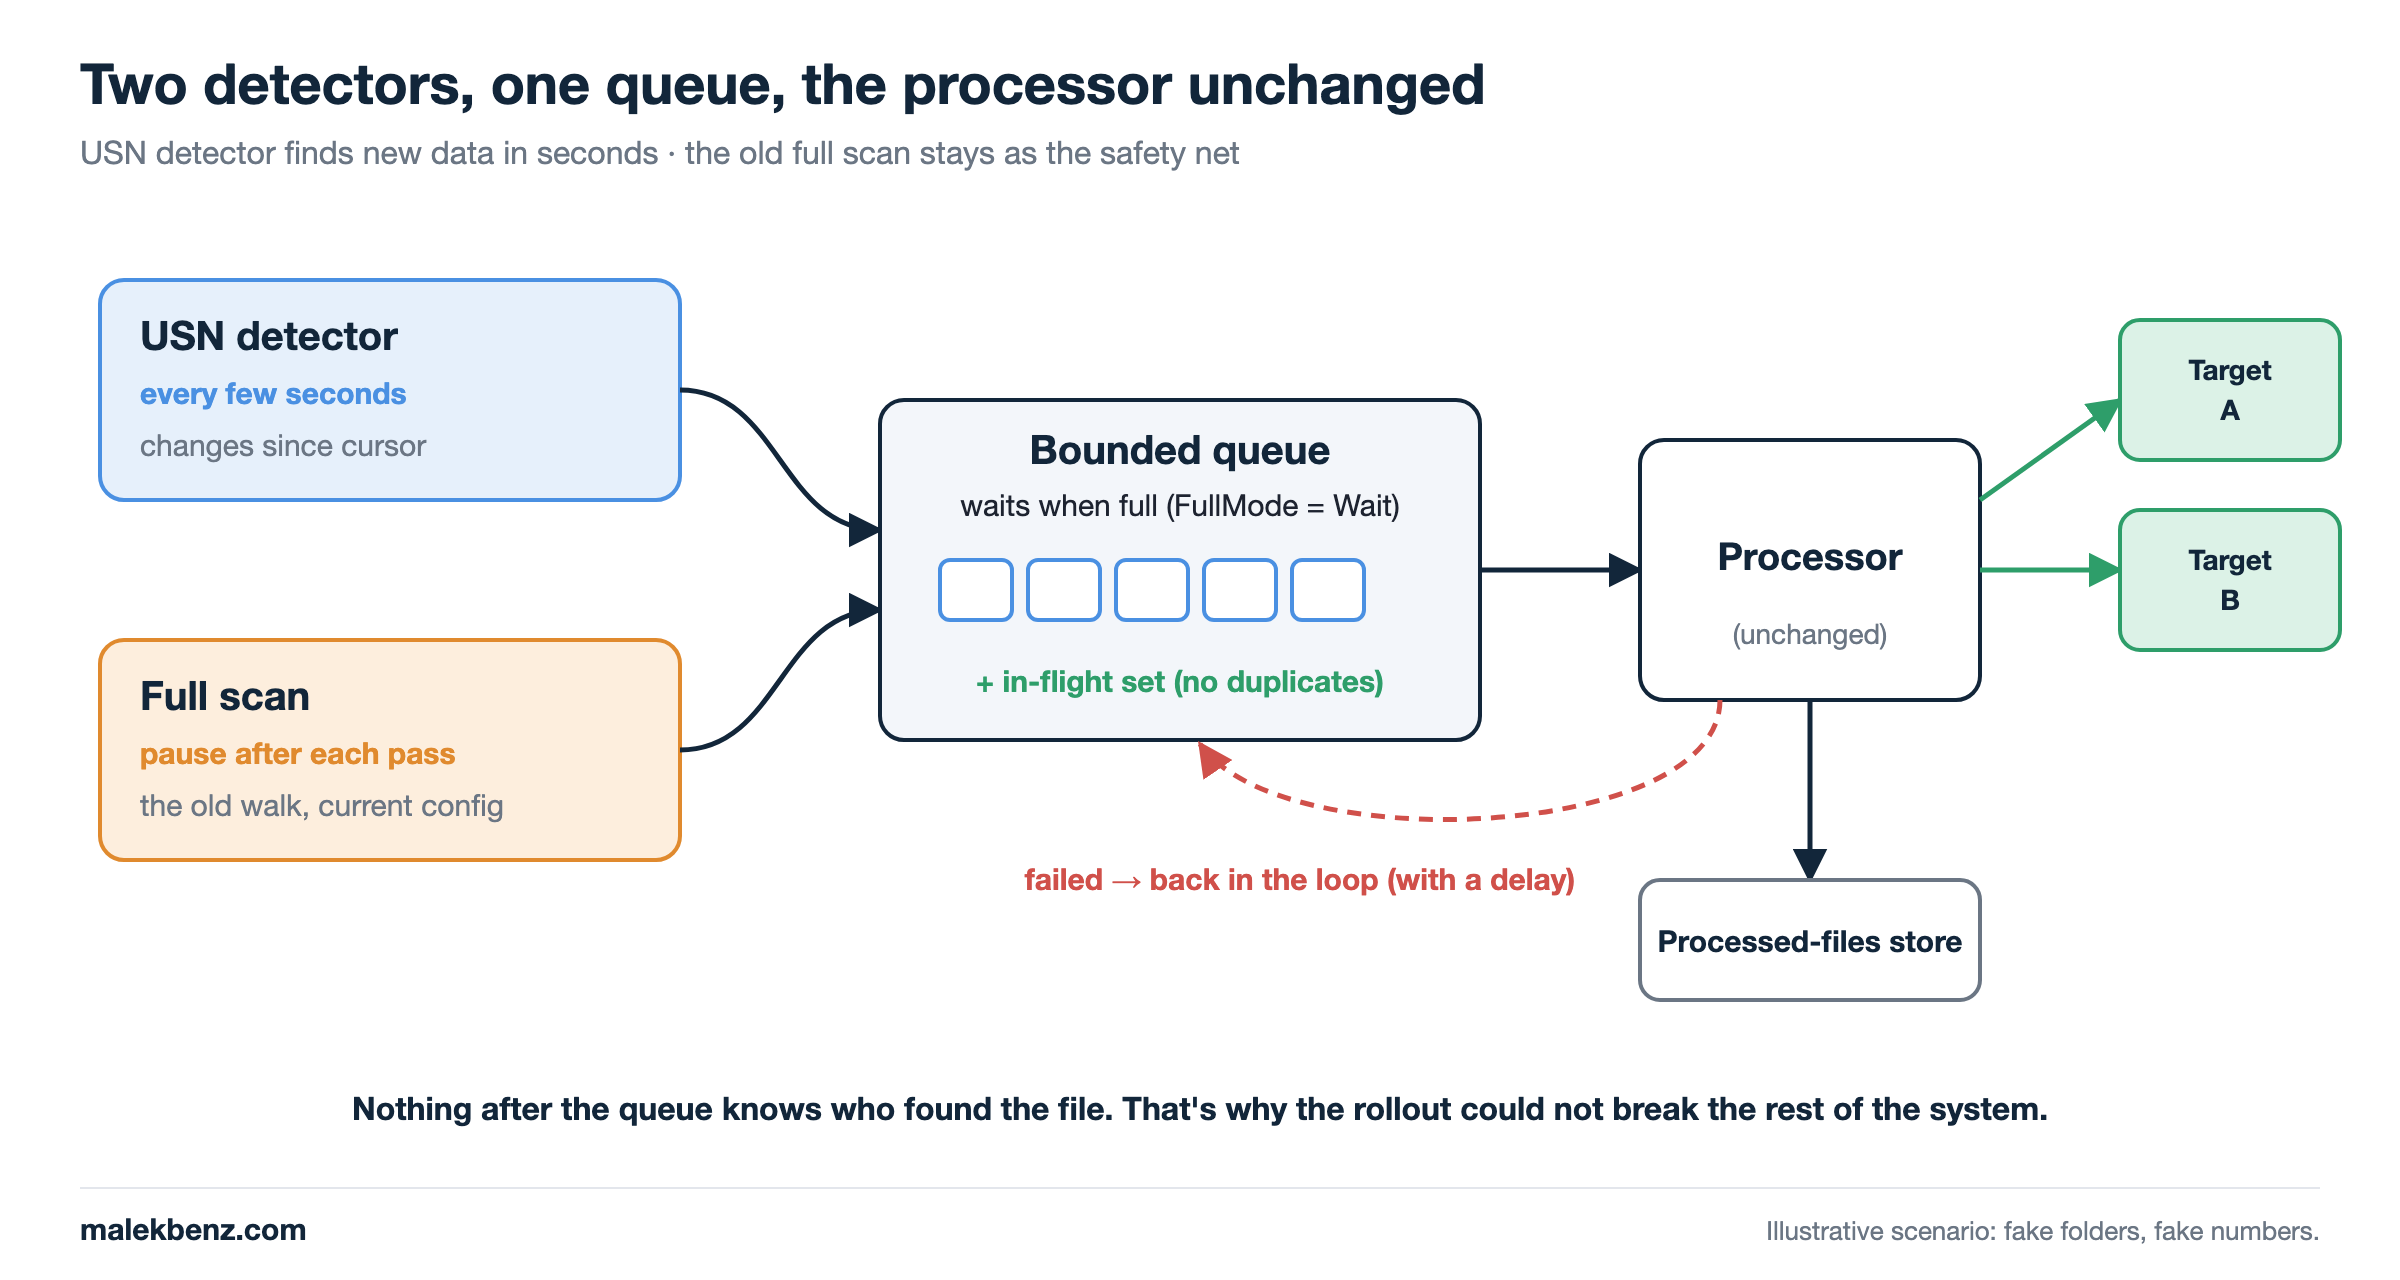 Two detectors, one queue, the processor unchanged
USN detector finds new data in seconds · the old full scan stays as the safety net
USN detector
every few seconds
changes since cursor
Full scan
pause after each pass
the old walk, current config
Bounded queue
waits when full (FullMode = Wait)
+ in-flight set (no duplicates)
Processor
(unchanged)
Target
A
Target
B
failed → back in the loop (with a delay)
Processed-files store
Nothing after the queue knows who found the file. That's why the rollout could not break the rest of the system.
malekbenz.com
Illustrative scenario: fake folders, fake numbers.